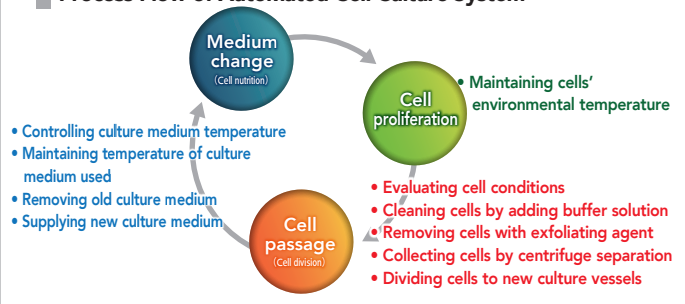 Process Flow of Automated Cell Culture System
Medium
change
(Cell nutrition)
Cell
proliferation
• Maintaining cells'
environmental temperature
• Controlling culture medium temperature
• Maintaining temperature of culture
medium used
• Removing old culture medium
• Supplying new culture medium
Cell
passage
(Cell division)
• Evaluating cell conditions
• Cleaning cells by adding buffer solution
• Removing cells with exfoliating agent
• Collecting cells by centrifuge separation
• Dividing cells to new culture vessels